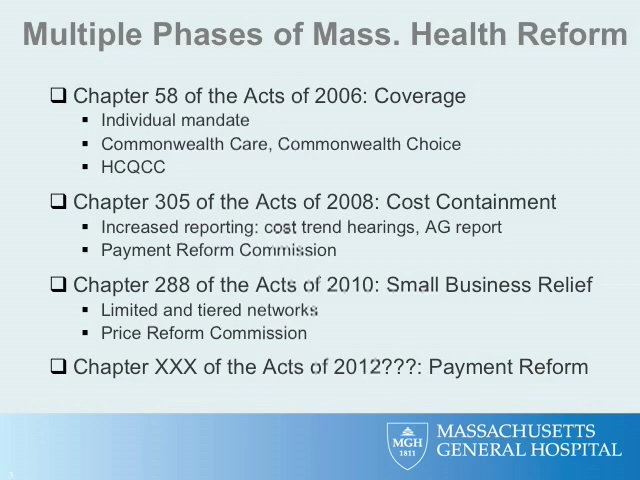 Multiple Phases of Mass. Health Reform
Chapter 58 of the Acts of 2006: Coverage
Individual mandate
Commonwealth Care, Commonwealth Choice
HCQCC
Chapter 305 of the Acts of 2008: Cost Containment
Increased reporting: cost trend hearings, AG report
Payment Reform Commission
Chapter 288 of the Acts of 2010: Small Business Relief
Limited and tiered networks
Price Reform Commission
Chapter XXX of the Acts of 2012???: Payment Reform
MGH
1811
MASSACHUSETTS
GENERAL HOSPITAL